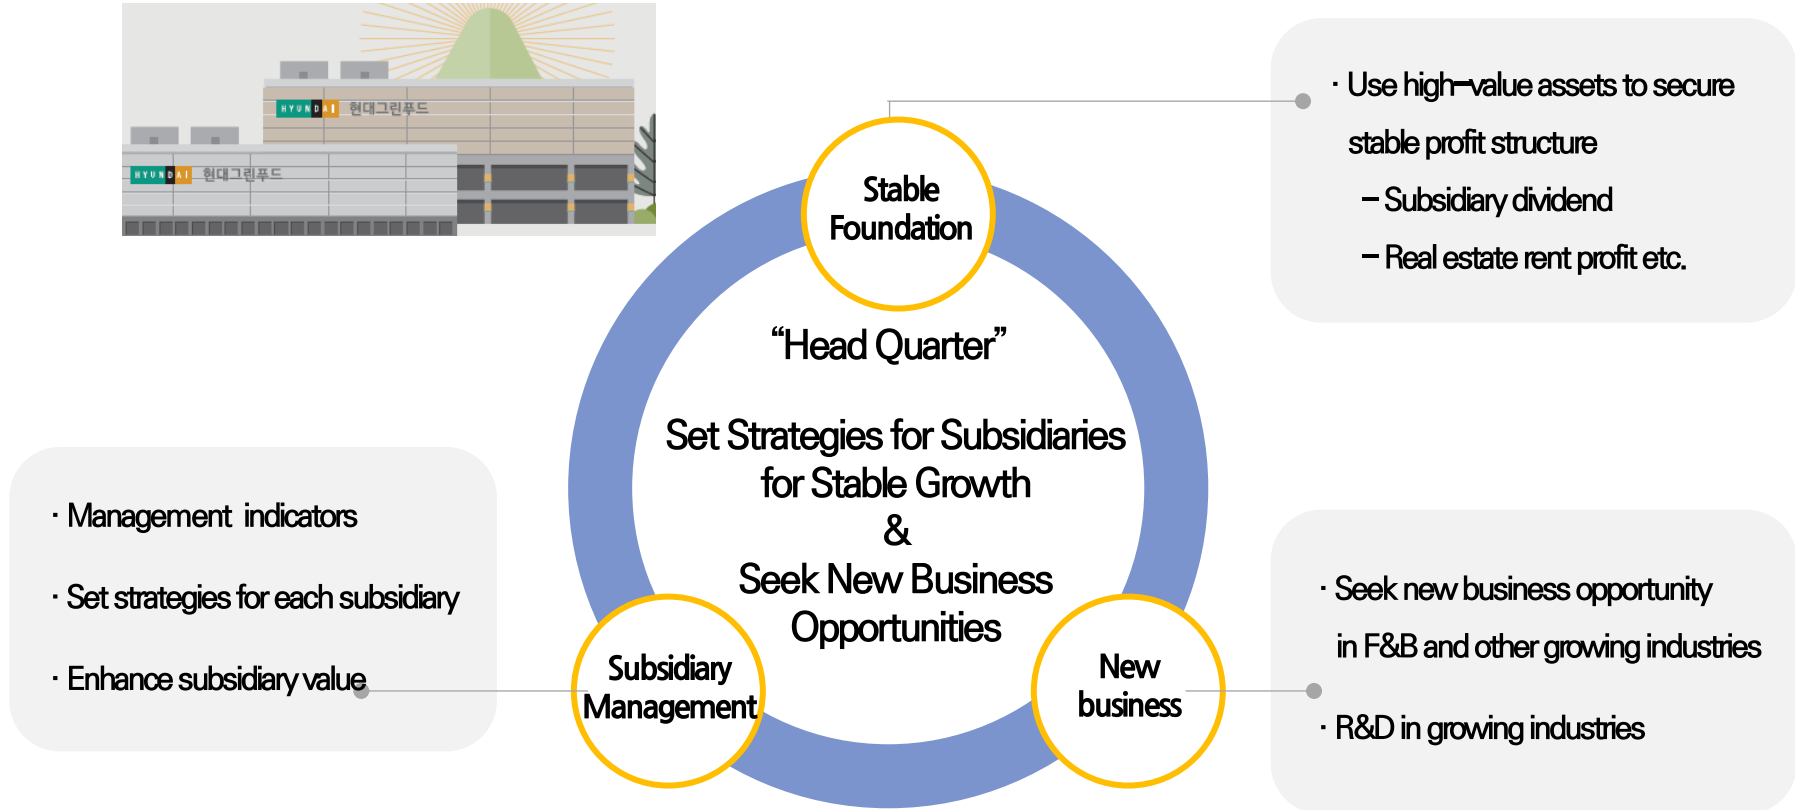 HYUNDAI 현대그린푸드
HYUNDAI 현대그린푸드
· Use high-value assets to secure
stable profit structure
- Subsidiary dividend
- Real estate rent profit etc.
Stable
Foundation
“Head Quarter”
Set Strategies for Subsidiaries
for Stable Growth
&
Seek New Business
Opportunities
· Management indicators
· Set strategies for each subsidiary
· Enhance subsidiary value
Subsidiary
Management
New
business
· Seek new business opportunity
in F&B and other growing industries
· R&D in growing industries